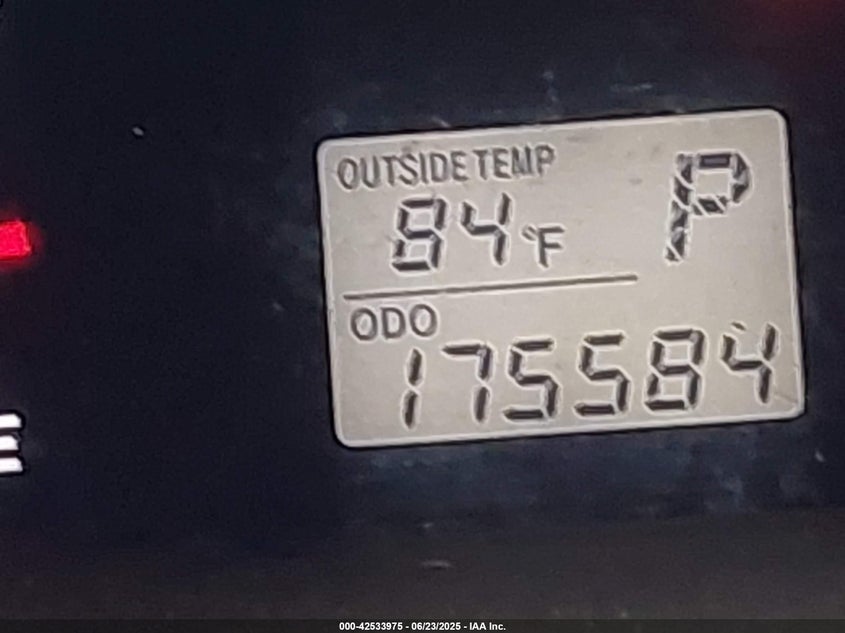 OUTSIDE TEMP
84°F
P
ODO
175584
E
000-42533975 - 06/23/2025 - IAA Inc.